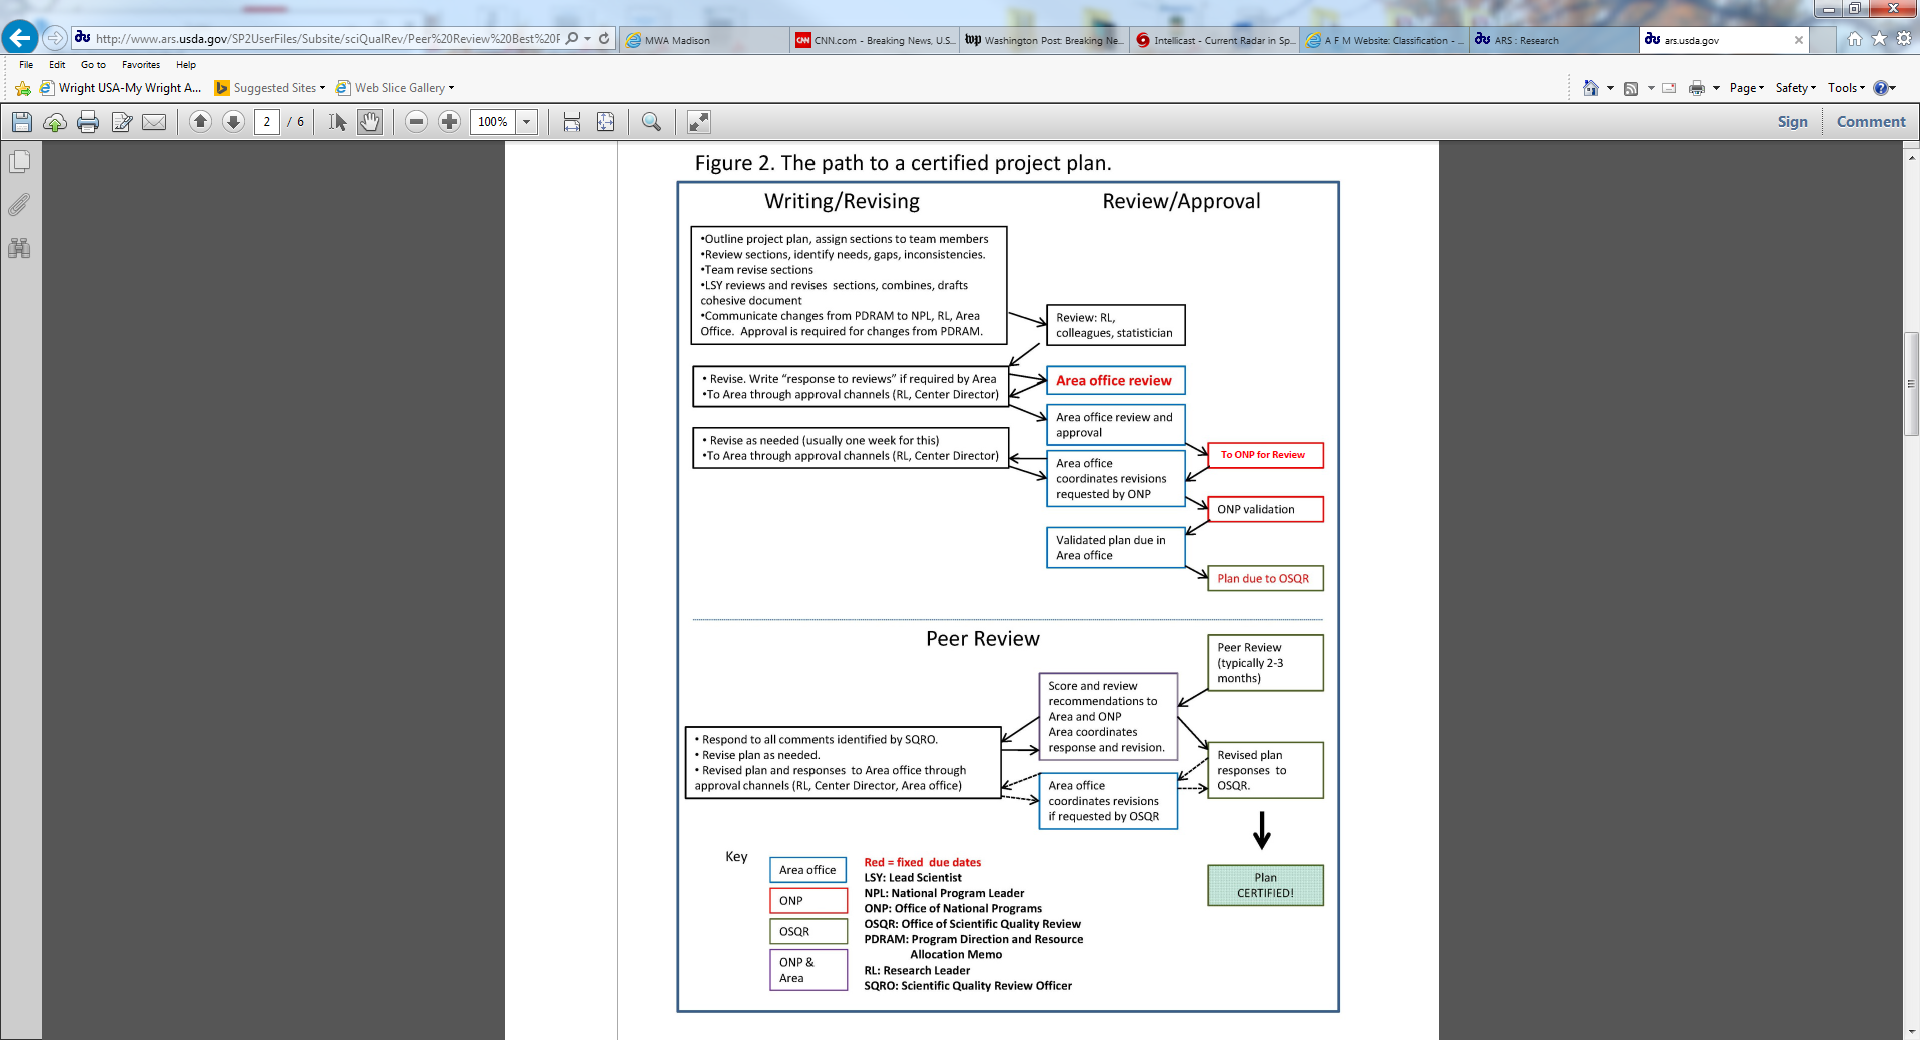 http://www.ars.usda.gov/SP2UserFiles/Subsite/sciQualRev/Peer%20Review%20Best%20F
MWA Madison
CNN.com - Breaking News, U.S...
Washington Post: Breaking Ne...
Intellicast - Current Radar in Sp...
A F M Website: Classification - ...
ARS : Research
ars.usda.gov
File Edit Go to Favorites Help
Wright USA-My Wright A... Suggested Sites Web Slice Gallery
Page Safety Tools
2 / 6 100% Sign Comment
Figure 2. The path to a certified project plan.
Writing/Revising
Review/Approval
•Outline project plan, assign sections to team members
•Review sections, identify needs, gaps, inconsistencies.
•Team revise sections
•LSY reviews and revises sections, combines, drafts
cohesive document
•Communicate changes from PDRAM to NPL, RL, Area
Office. Approval is required for changes from PDRAM.
Review: RL,
colleagues, statistician
• Revise. Write “response to reviews” if required by Area
•To Area through approval channels (RL, Center Director)
Area office review
Area office review and
approval
• Revise as needed (usually one week for this)
•To Area through approval channels (RL, Center Director)
To ONP for Review
Area office
coordinates revisions
requested by ONP
ONP validation
Validated plan due in
Area office
Plan due to OSQR
Peer Review
Peer Review
(typically 2-3
months)
Score and review
recommendations to
Area and ONP
Area coordinates
response and revision.
• Respond to all comments identified by SQRO.
• Revise plan as needed.
• Revised plan and responses to Area office through
approval channels (RL, Center Director, Area office)
Revised plan
responses to
OSQR.
Area office
coordinates revisions
if requested by OSQR
Plan
CERTIFIED!
Key
Area office
ONP
OSQR
ONP &
Area
Red = fixed due dates
LSY: Lead Scientist
NPL: National Program Leader
ONP: Office of National Programs
OSQR: Office of Scientific Quality Review
PDRAM: Program Direction and Resource
Allocation Memo
RL: Research Leader
SQRO: Scientific Quality Review Officer